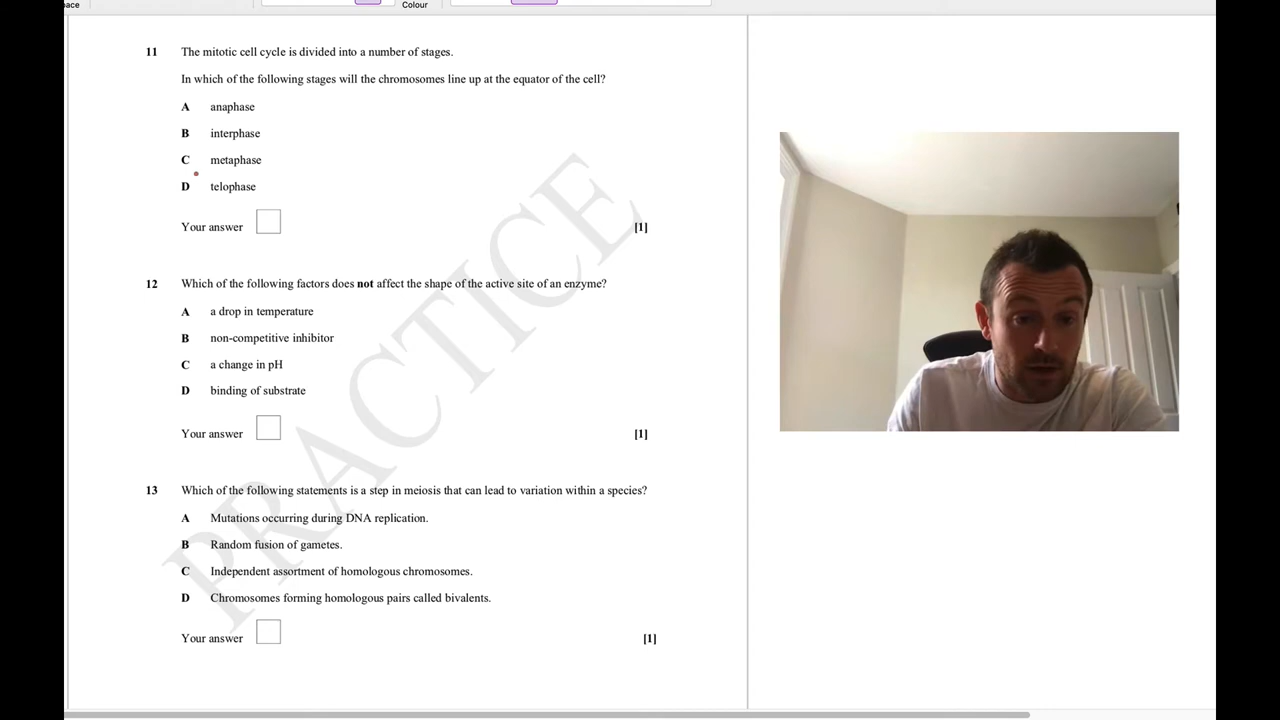 pace
Colour
11 The mitotic cell cycle is divided into a number of stages.
In which of the following stages will the chromosomes line up at the equator of the cell?
A anaphase
B interphase
C metaphase
D telophase
Your answer [1]
12 Which of the following factors does not affect the shape of the active site of an enzyme?
A a drop in temperature
B non-competitive inhibitor
C a change in pH
D binding of substrate
Your answer [1]
13 Which of the following statements is a step in meiosis that can lead to variation within a species?
A Mutations occurring during DNA replication.
B Random fusion of gametes.
C Independent assortment of homologous chromosomes.
D Chromosomes forming homologous pairs called bivalents.
Your answer [1]
PRACTICE